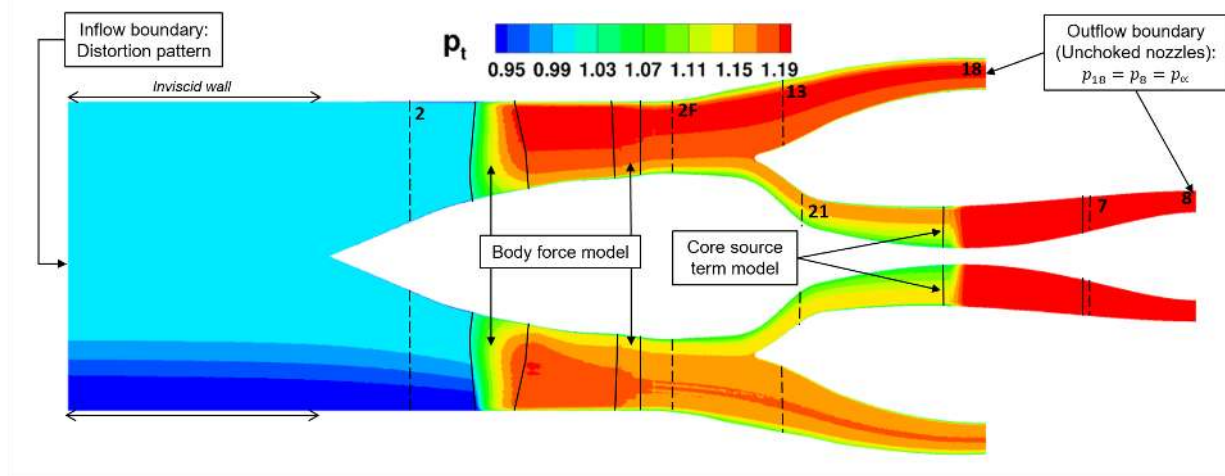 Inflow boundary:
Distortion pattern
Inviscid wall
pt
0.95 0.99 1.03 1.07 1.11 1.15 1.19
Outflow boundary
(Unchoked nozzles):
p18 = p8 = p∝
2
2F
13
18
21
7
8
Body force model
Core source
term model